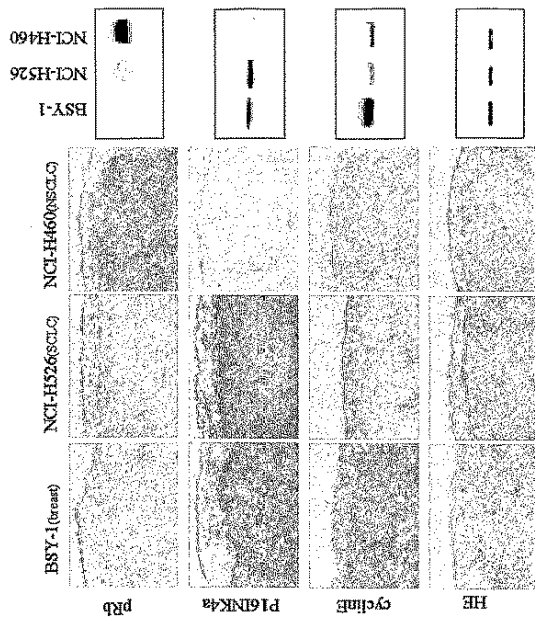 BSY-1(breast)
NCI-H526(SCLC)
NCI-H460(NSCLC)
BSY-1
NCI-H526
NCI-H460
pRb
P16INK4a
cyclinE
HE